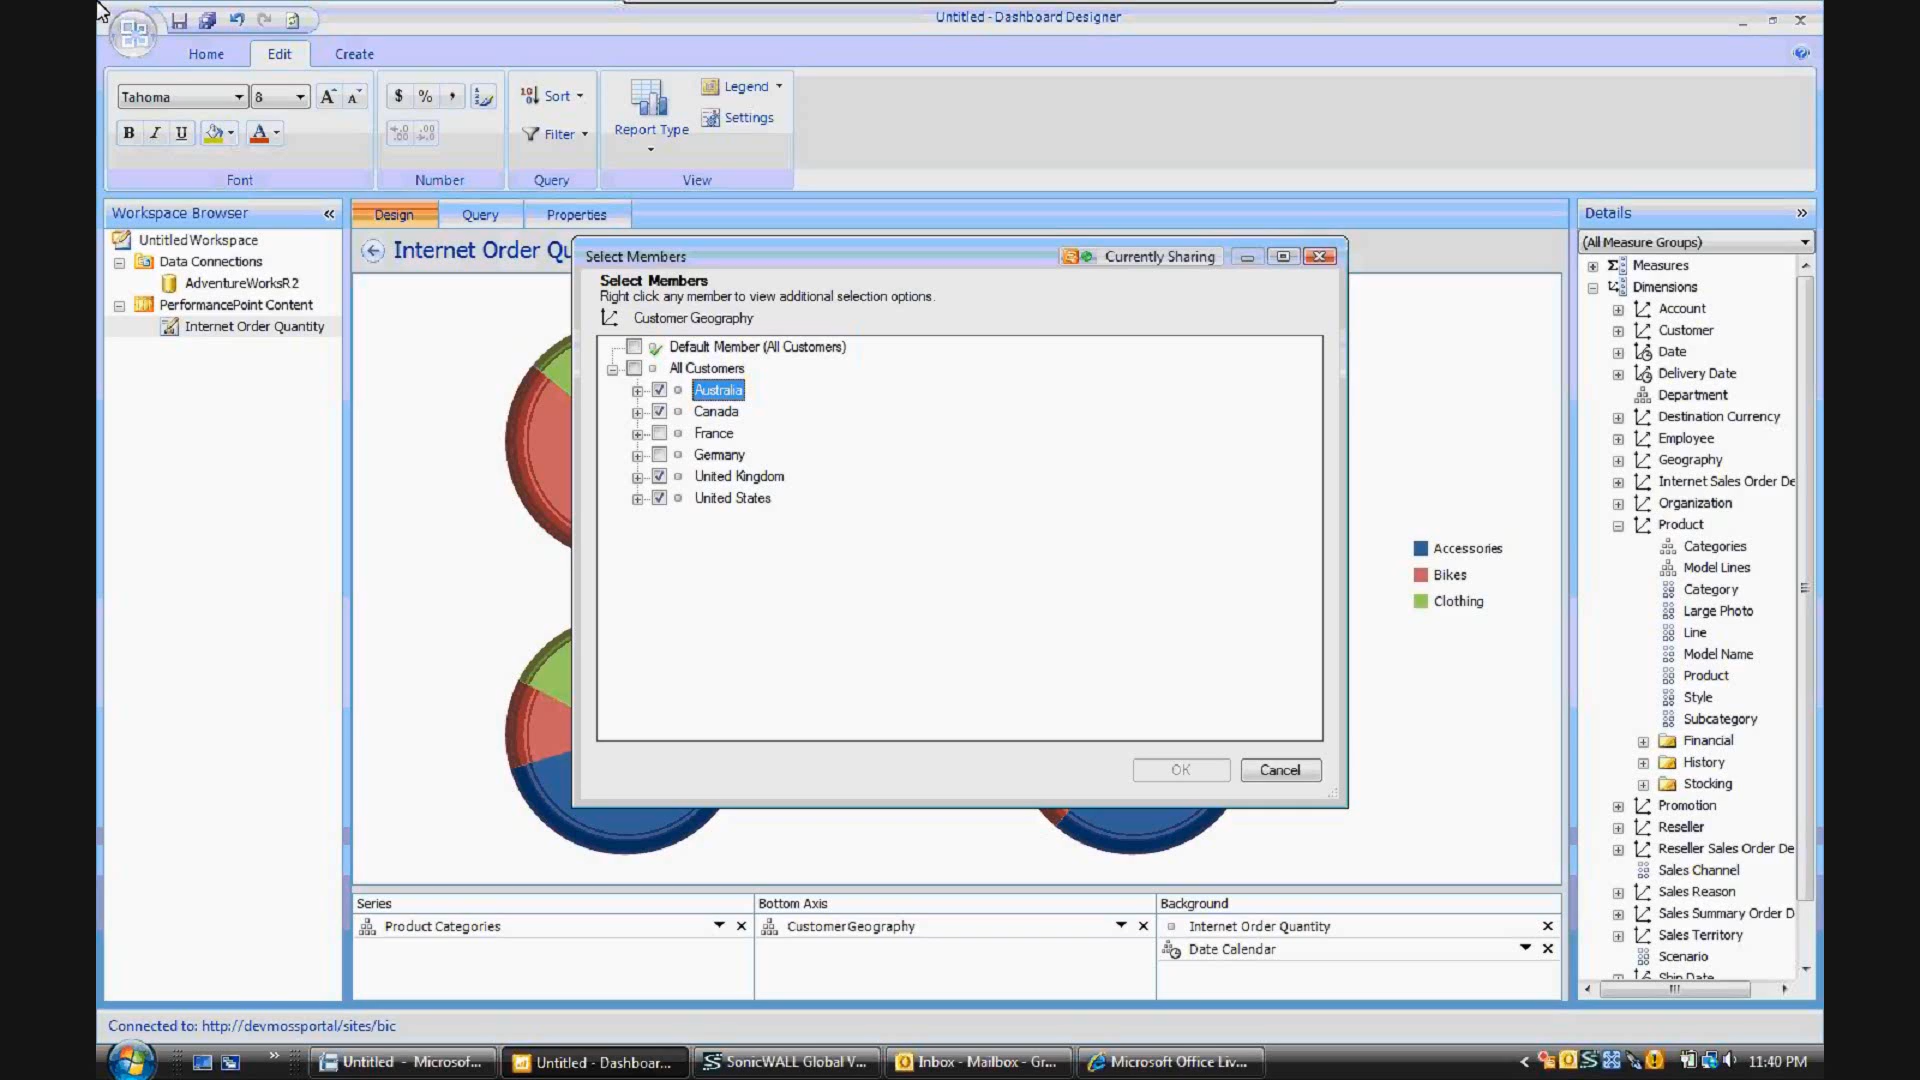 Untitled - Dashboard Designer
Home
Edit
Create
Tahoma
8
A
A
$
%
,
Sort
Legend
Report Type
Settings
B
I
U
A
Filter
Font
Number
Query
View
Workspace Browser
«
Untitled Workspace
Data Connections
AdventureWorksR2
PerformancePoint Content
Internet Order Quantity
Design
Query
Properties
Internet Order Qu
Select Members
Currently Sharing
Select Members
Right click any member to view additional selection options.
Customer Geography
Default Member (All Customers)
All Customers
Australia
Canada
France
Germany
United Kingdom
United States
OK
Cancel
Accessories
Bikes
Clothing
Series
Product Categories
Bottom Axis
CustomerGeography
Background
Internet Order Quantity
Date Calendar
Details
»
(All Measure Groups)
Measures
Dimensions
Account
Customer
Date
Delivery Date
Department
Destination Currency
Employee
Geography
Internet Sales Order De
Organization
Product
Categories
Model Lines
Category
Large Photo
Line
Model Name
Product
Style
Subcategory
Financial
History
Stocking
Promotion
Reseller
Reseller Sales Order De
Sales Channel
Sales Reason
Sales Summary Order D
Sales Territory
Scenario
Ship Date
Connected to: http://devmossportal/sites/bic
Untitled - Microsof...
Untitled - Dashboar...
SonicWALL Global V...
Inbox - Mailbox - Gr...
Microsoft Office Liv...
11:40 PM